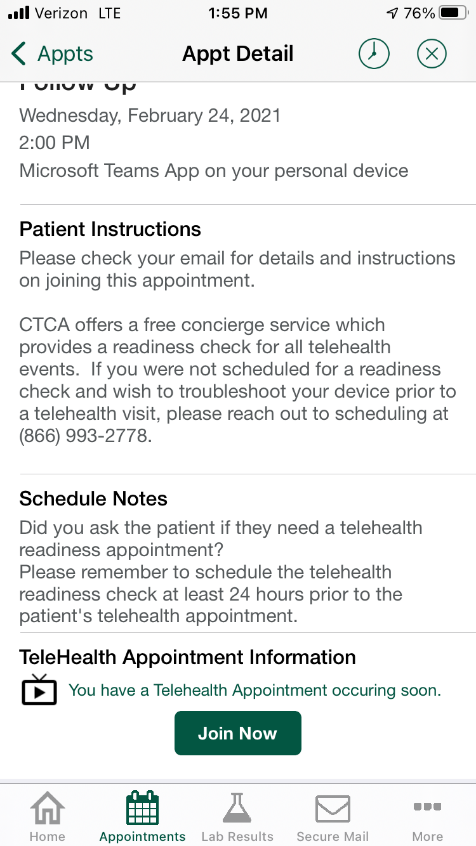 Verizon LTE 1:55 PM 76%
Appts Appt Detail
Follow Up
Wednesday, February 24, 2021
2:00 PM
Microsoft Teams App on your personal device
Patient Instructions
Please check your email for details and instructions
on joining this appointment.
CTCA offers a free concierge service which
provides a readiness check for all telehealth
events. If you were not scheduled for a readiness
check and wish to troubleshoot your device prior to
a telehealth visit, please reach out to scheduling at
(866) 993-2778.
Schedule Notes
Did you ask the patient if they need a telehealth
readiness appointment?
Please remember to schedule the telehealth
readiness check at least 24 hours prior to the
patient's telehealth appointment.
TeleHealth Appointment Information
You have a Telehealth Appointment occuring soon.
Join Now
Home Appointments Lab Results Secure Mail More